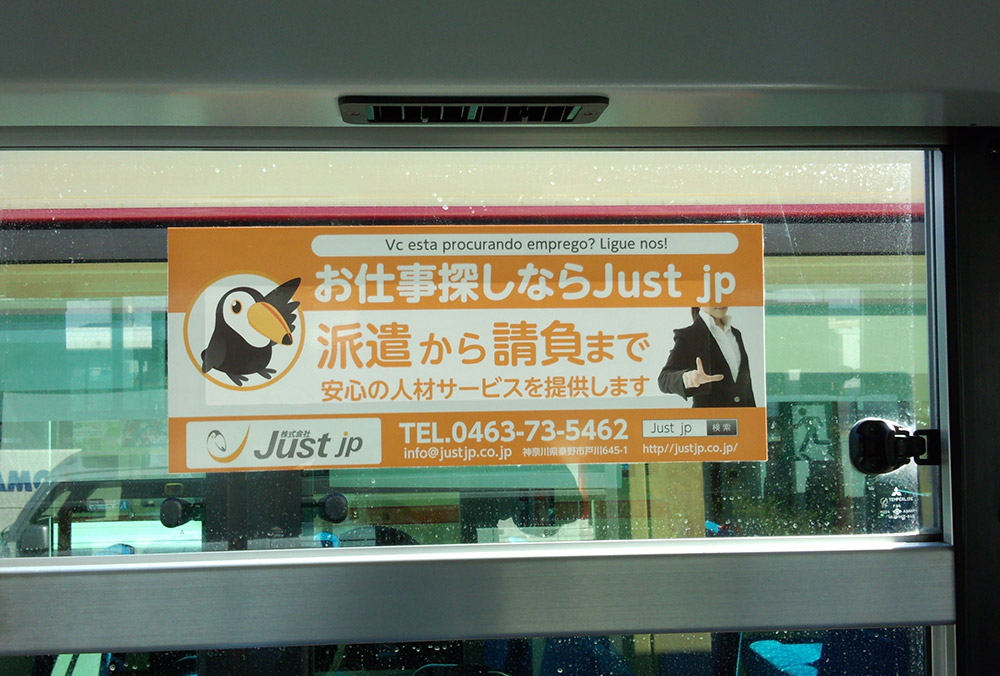 Vc esta procurando emprego? Ligue nos!
お仕事探しならJust jp
派遣から請負まで
安心の人材サービスを提供します
株式会社
Just jp
TEL.0463-73-5462
Just jp 検索
info@justjp.co.jp 神奈川県秦野市戸川645-1 http//justjp.co.jp/
TEMPERLITE